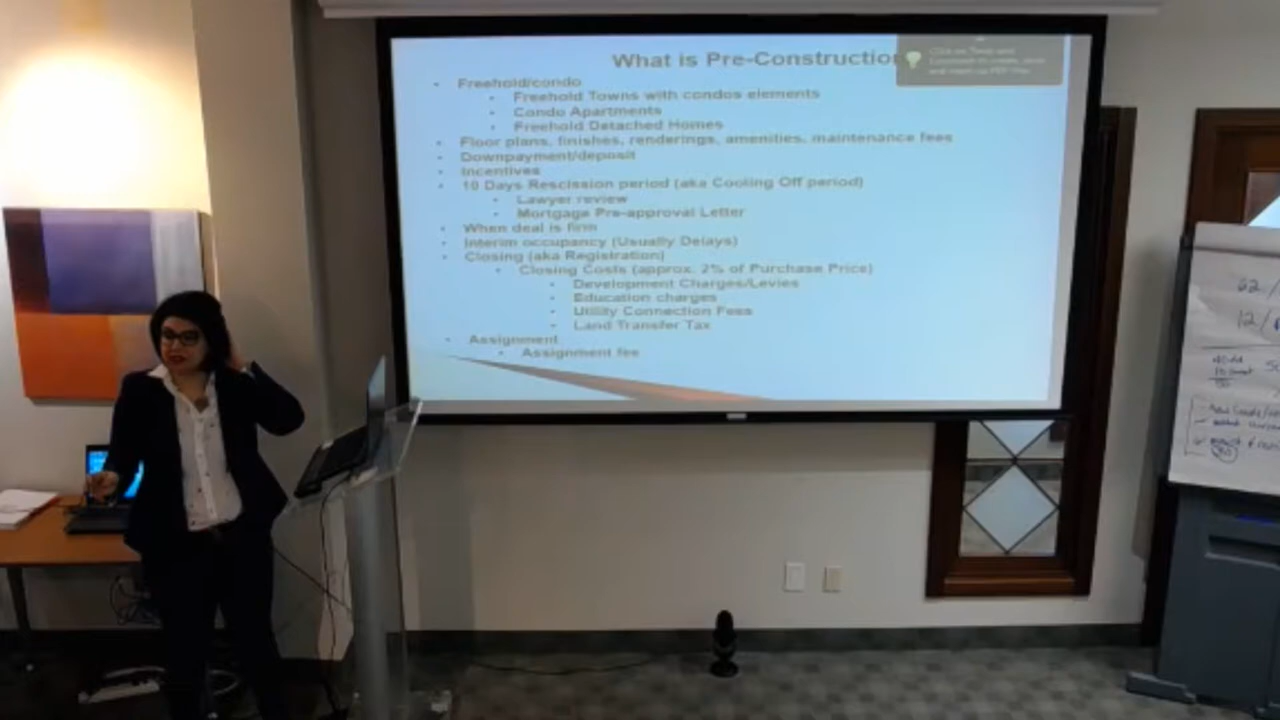 What is Pre-Construction
Freehold/condo
Freehold Towns with condos elements
Condo Apartments
Freehold Detached Homes
Floor plans, finishes, renderings, amenities, maintenance fees
Downpayment/deposit
Incentives
10 Days Rescission period (aka Cooling Off period)
Lawyer review
Mortgage Pre-approval Letter
When deal is firm
Interim occupancy (Usually Delays)
Closing (aka Registration)
Closing Costs (approx. 2% of Purchase Price)
Development Charges/Levies
Education charges
Utility Connection Fees
Land Transfer Tax
Assignment
Assignment fee
62 /
12 /